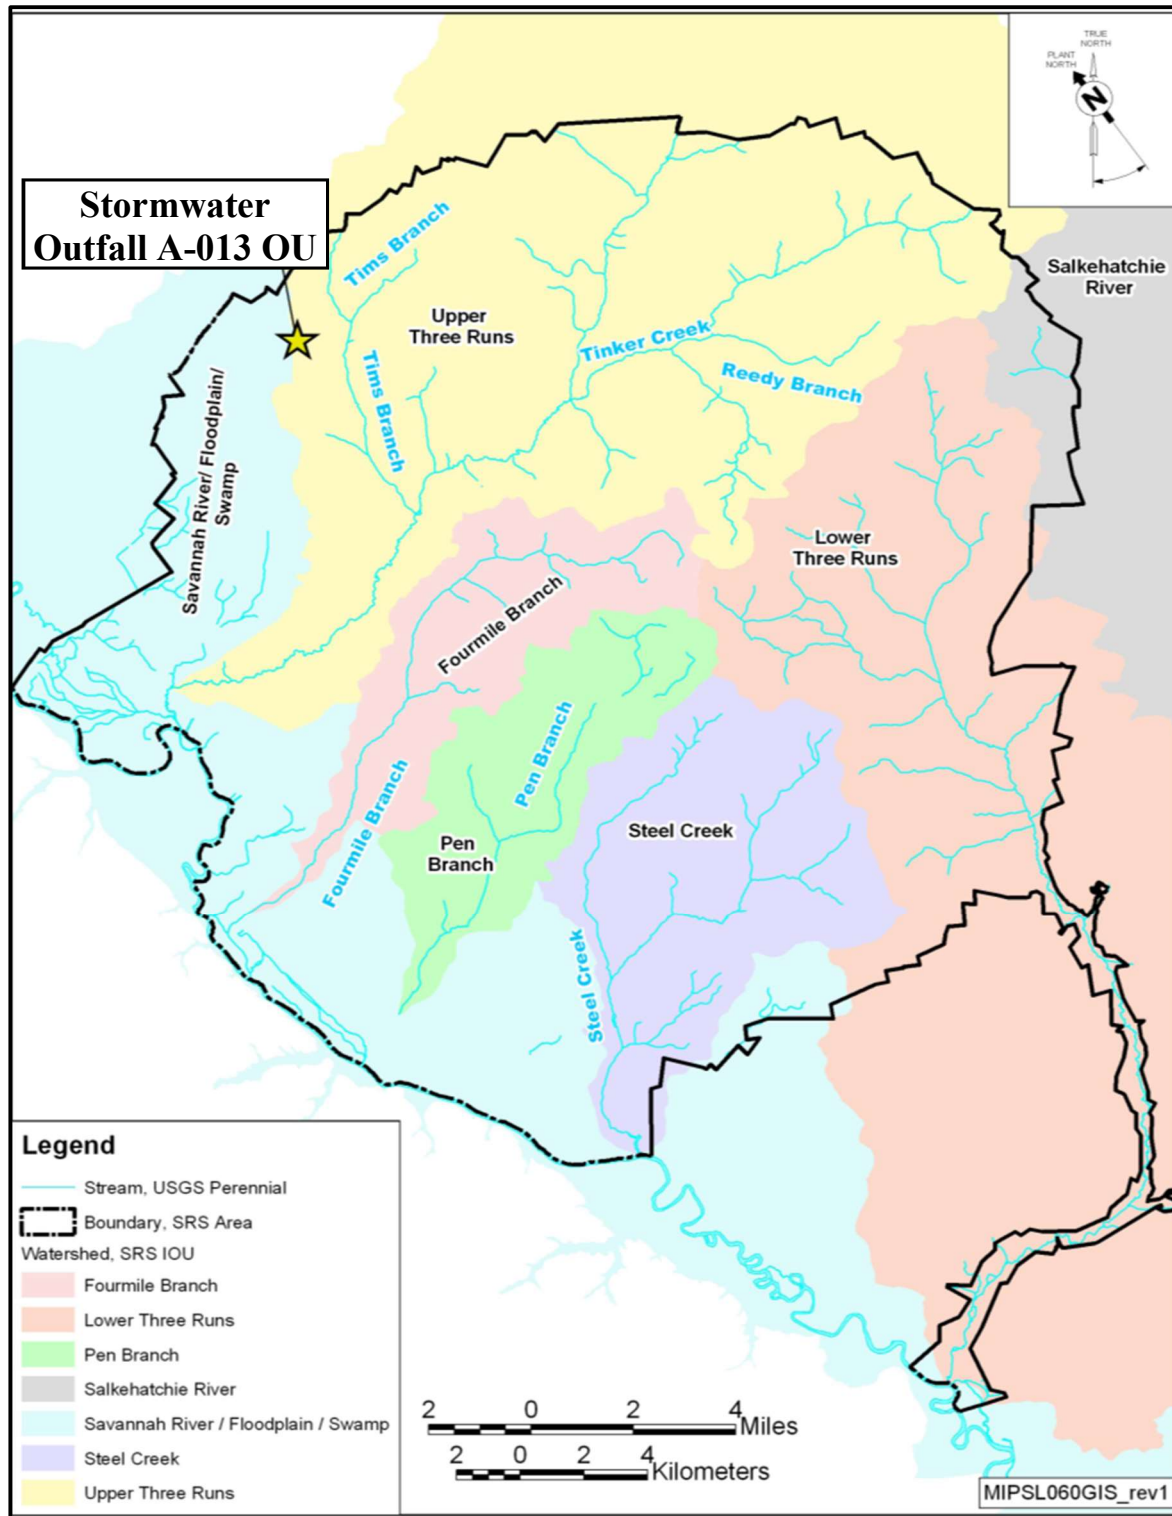 TRUE
NORTH
PLANT
NORTH
N
Stormwater
Outfall A-013 OU
Tims Branch
Salkehatchie
River
Upper
Three Runs
Tinker Creek
Reedy Branch
Tims Branch
Savannah River/ Floodplain/
Swamp
Lower
Three Runs
Fourmile Branch
Pen Branch
Fourmile Branch
Steel Creek
Pen
Branch
Steel Creek
Legend
Stream, USGS Perennial
Boundary, SRS Area
Watershed, SRS IOU
Fourmile Branch
Lower Three Runs
Pen Branch
Salkehatchie River
Savannah River / Floodplain / Swamp
Steel Creek
Upper Three Runs
2 0 2 4 Miles
2 0 2 4 Kilometers
MIPSL060GIS_rev1